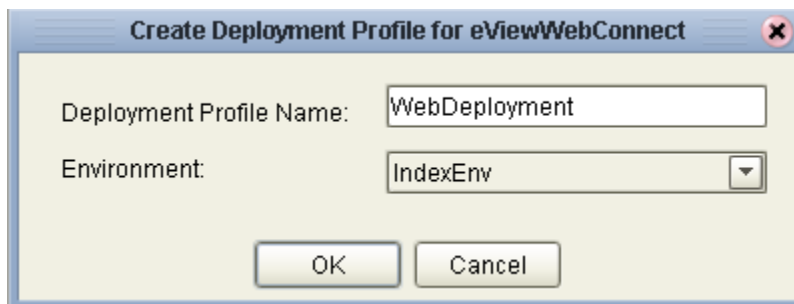 Create Deployment Profile for eViewWebConnect
Deployment Profile Name: WebDeployment
Environment: IndexEnv
OK Cancel